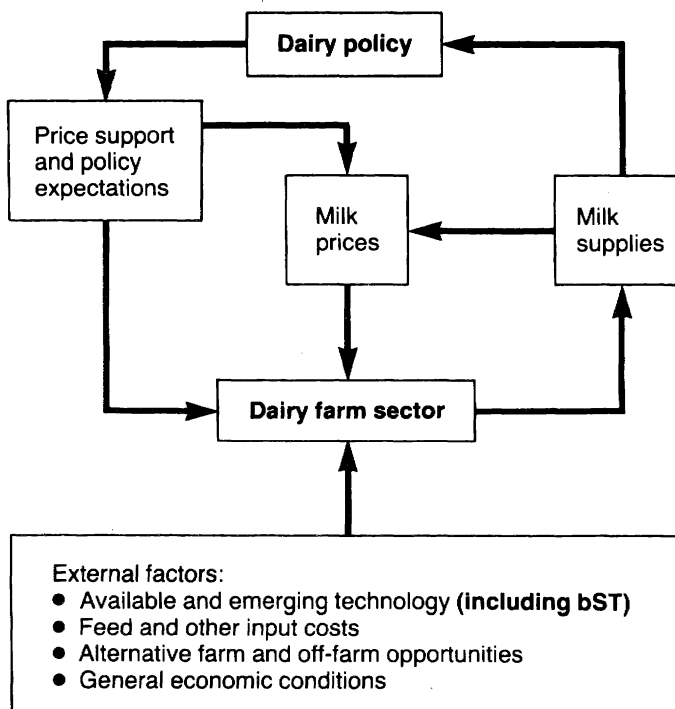 Dairy policy
Price support
and policy
expectations
Milk
prices
Milk
supplies
Dairy farm sector
External factors:
● Available and emerging technology (including bST)
● Feed and other input costs
● Alternative farm and off-farm opportunities
● General economic conditions